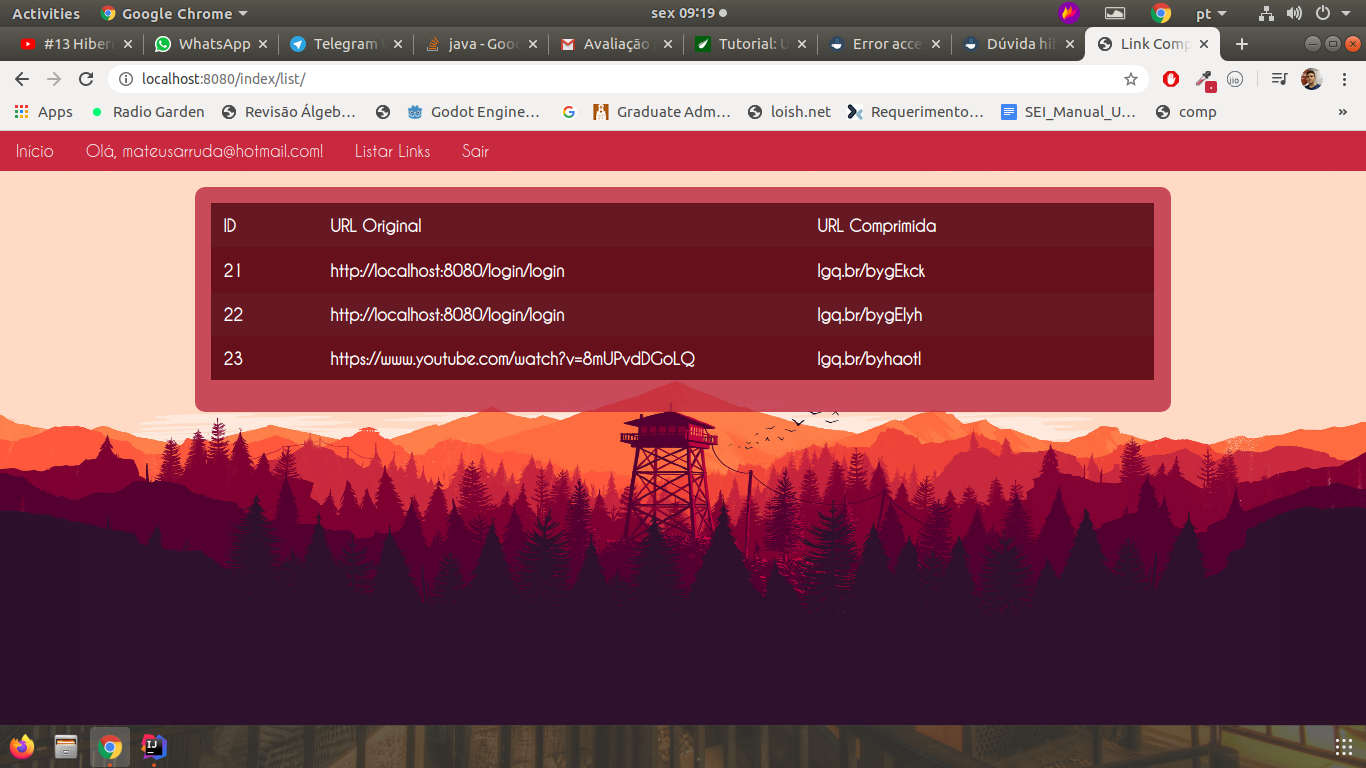 Activities Google Chrome sex 09:19 pt
#13 Hibern WhatsApp Telegram java - Goo Avaliação Tutorial: U Error acce Dúvida hi Link Comp
localhost:8080/index/list/
Apps Radio Garden Revisão Álgeb… Godot Engine… Graduate Adm… loish.net Requerimento… SEI_Manual_U… comp »
Início Olá, mateusarruda@hotmail.com! Listar Links Sair
ID URL Original URL Comprimida
21 http://localhost:8080/login/login lgq.br/bygEkck
22 http://localhost:8080/login/login lgq.br/bygElyh
23 https://www.youtube.com/watch?v=8mUPvdDGoLQ lgq.br/byhaotl